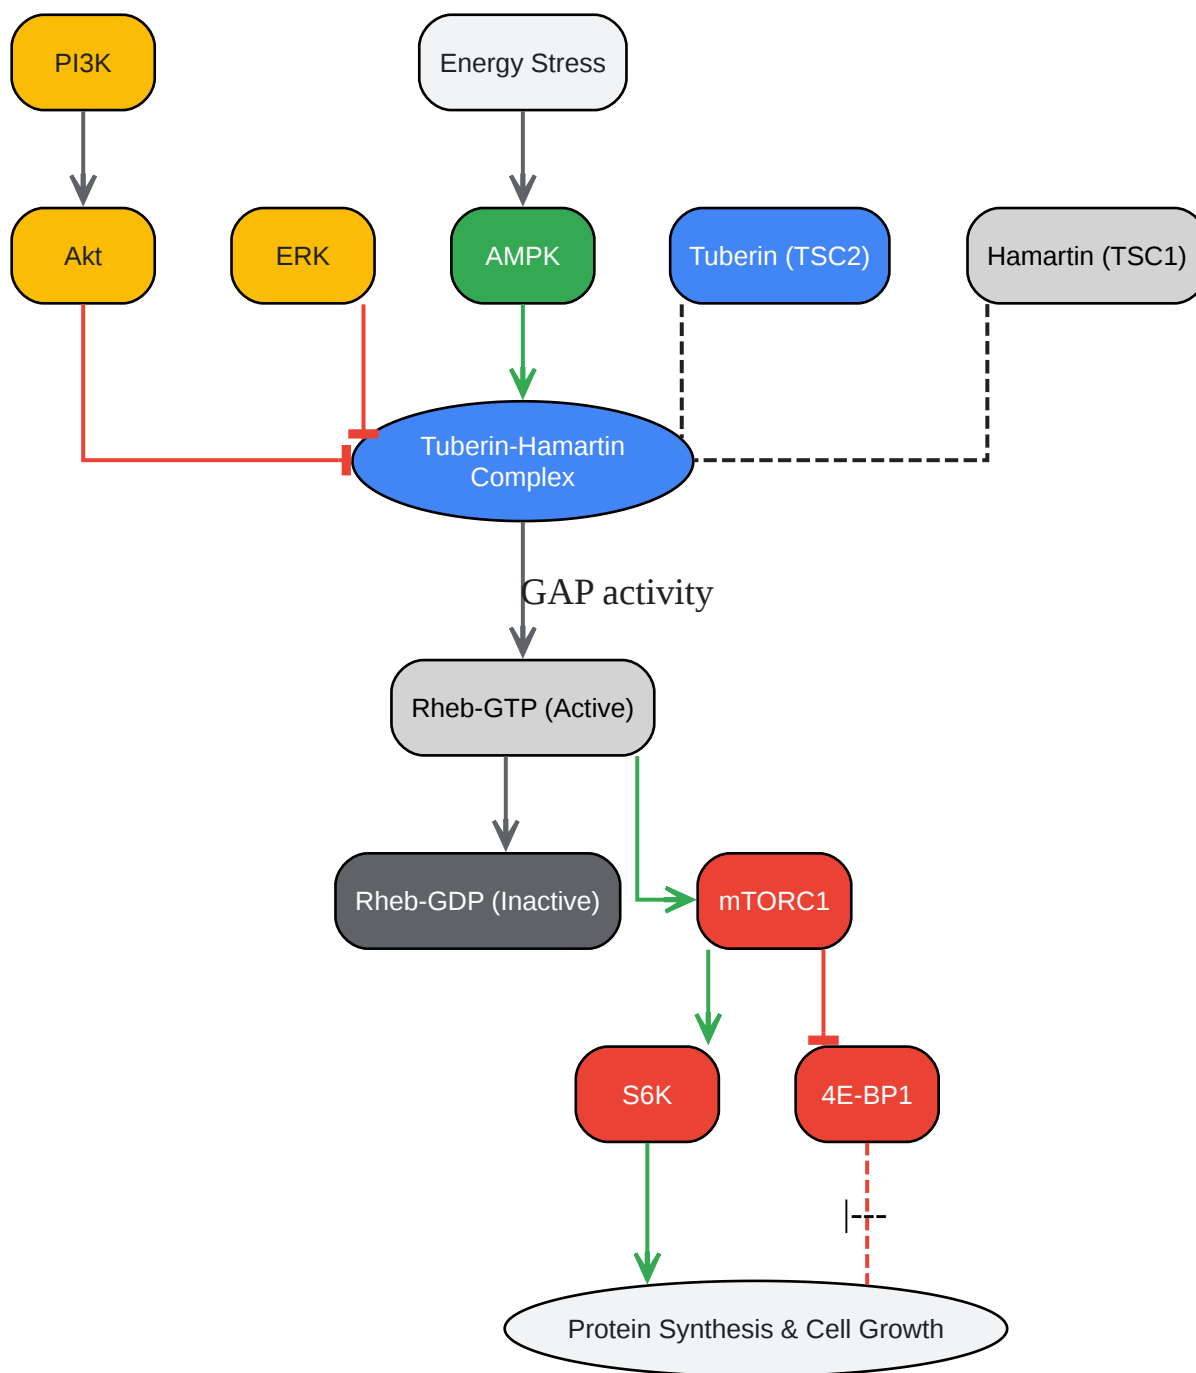 PI3K
Energy Stress
Akt
ERK
AMPK
Tuberin (TSC2)
Hamartin (TSC1)
Tuberin-Hamartin
Complex
GAP activity
Rheb-GTP (Active)
Rheb-GDP (Inactive)
mTORC1
S6K
4E-BP1
|---
Protein Synthesis & Cell Growth